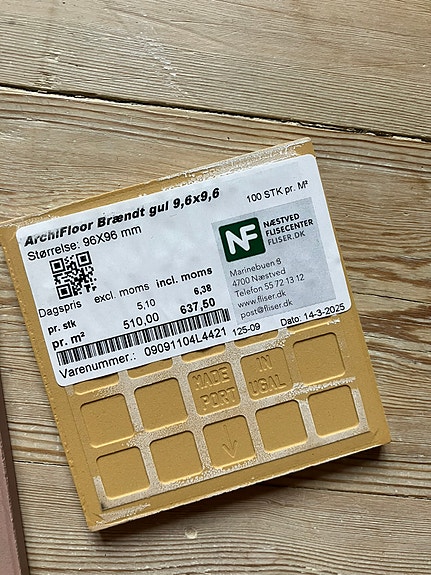 ArchiFloor Brændt gul 9,6x9,6
100 STK pr. M²
Størrelse: 96X96 mm
NF
NÆSTVED
FLISECENTER
FLISER.DK
Marinebuen 8
4700 Næstved
Telefon 55 72 13 12
www.fliser.dk
post@fliser.dk
Dagspris excl. moms incl. moms
pr. stk 5,10 6,38
pr. m² 510,00 637,50
Varenummer.: 09091104L4421 125-09 Dato: 14-3-2025
MADE IN
PORTUGAL